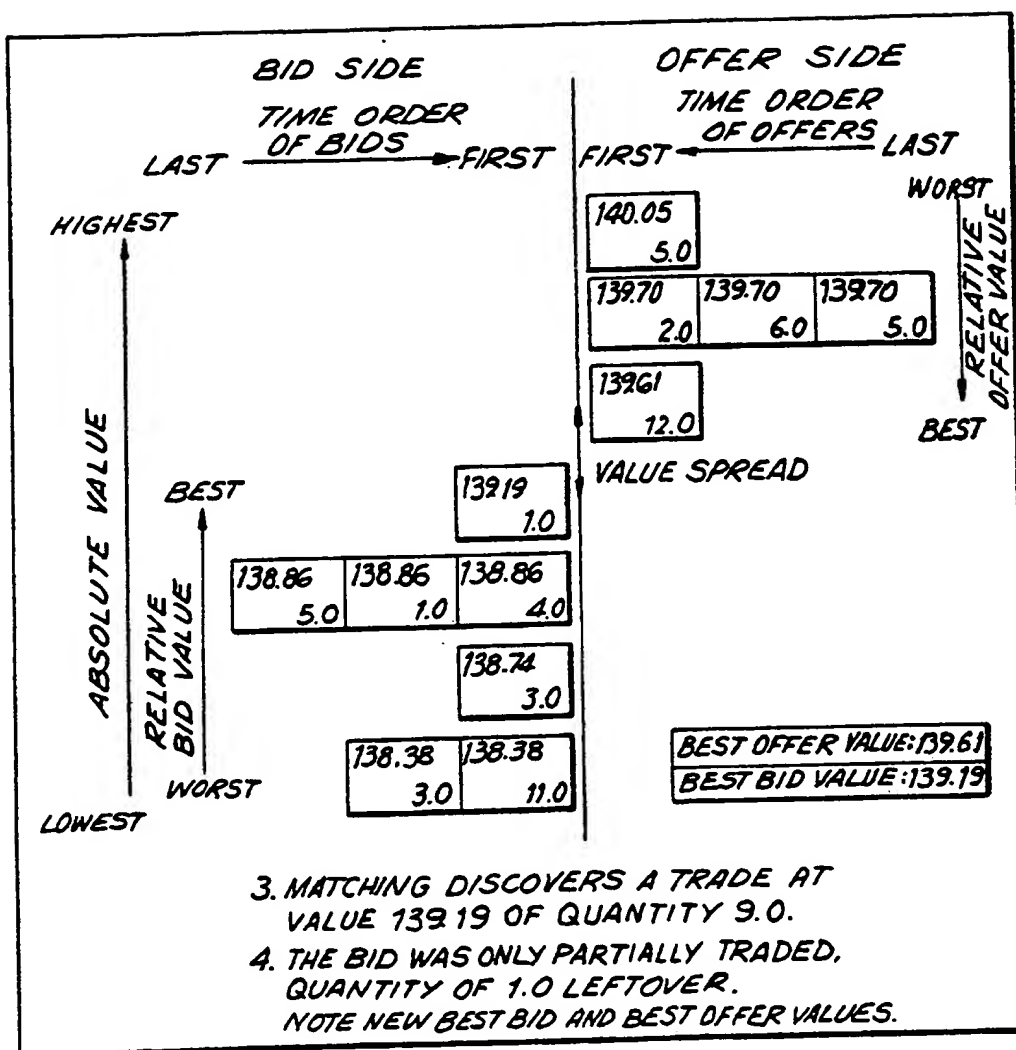 BID SIDE
OFFER SIDE
TIME ORDER
OF BIDS
TIME ORDER
OF OFFERS
LAST
FIRST
FIRST
LAST
HIGHEST
WORST
140.05
5.0
139.70
2.0
139.70
6.0
139.70
5.0
RELATIVE
OFFER VALUE
139.61
12.0
BEST
VALUE SPREAD
ABSOLUTE VALUE
BEST
RELATIVE
BID VALUE
139.19
1.0
138.86
5.0
138.86
1.0
138.86
4.0
138.74
3.0
138.38
3.0
138.38
11.0
WORST
LOWEST
BEST OFFER VALUE:139.61
BEST BID VALUE:139.19
3. MATCHING DISCOVERS A TRADE AT
VALUE 139.19 OF QUANTITY 9.0.
4. THE BID WAS ONLY PARTIALLY TRADED,
QUANTITY OF 1.0 LEFTOVER.
NOTE NEW BEST BID AND BEST OFFER VALUES.